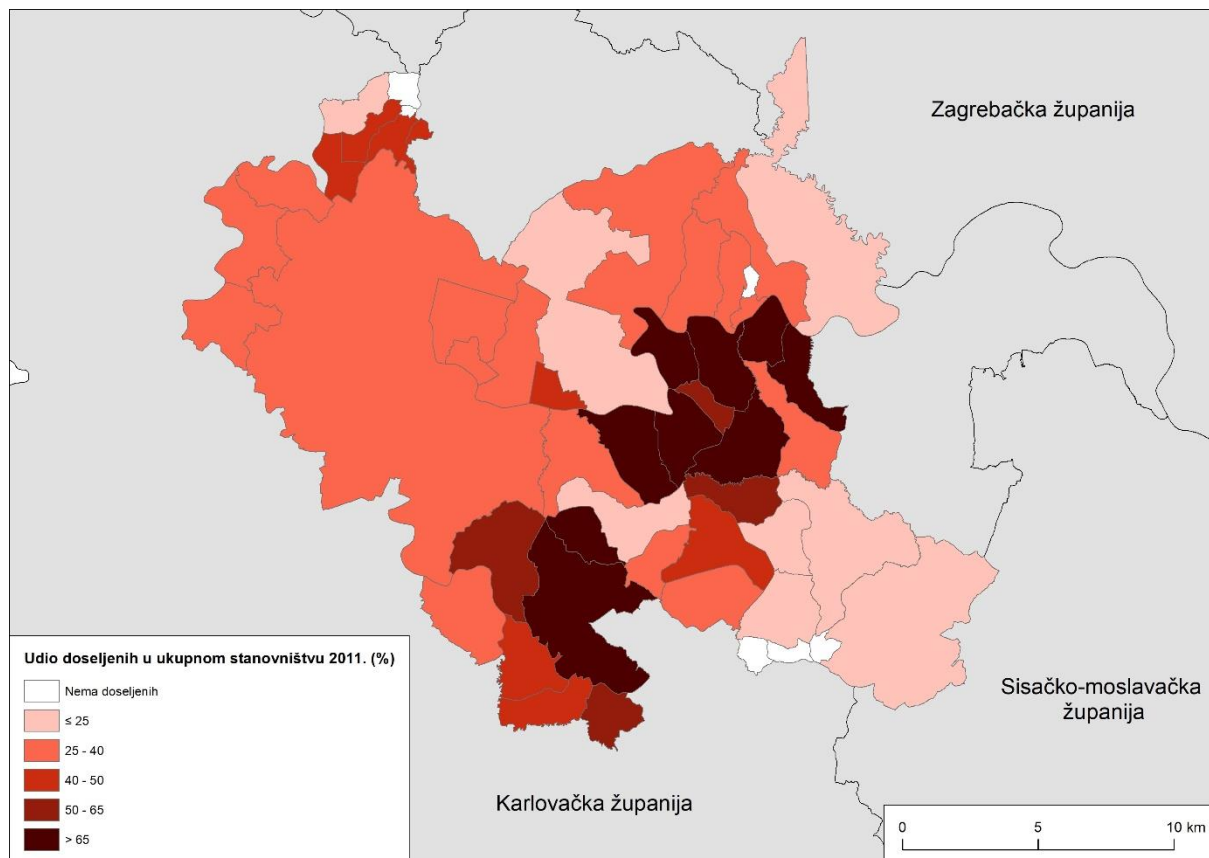 Zagrebačka županija
Udio doseljenih u ukupnom stanovništvu 2011. (%)
Nema doseljenih
≤ 25
25 - 40
40 - 50
50 - 65
> 65
Sisačko-moslavačka
županija
Karlovačka županija
0 5 10 km